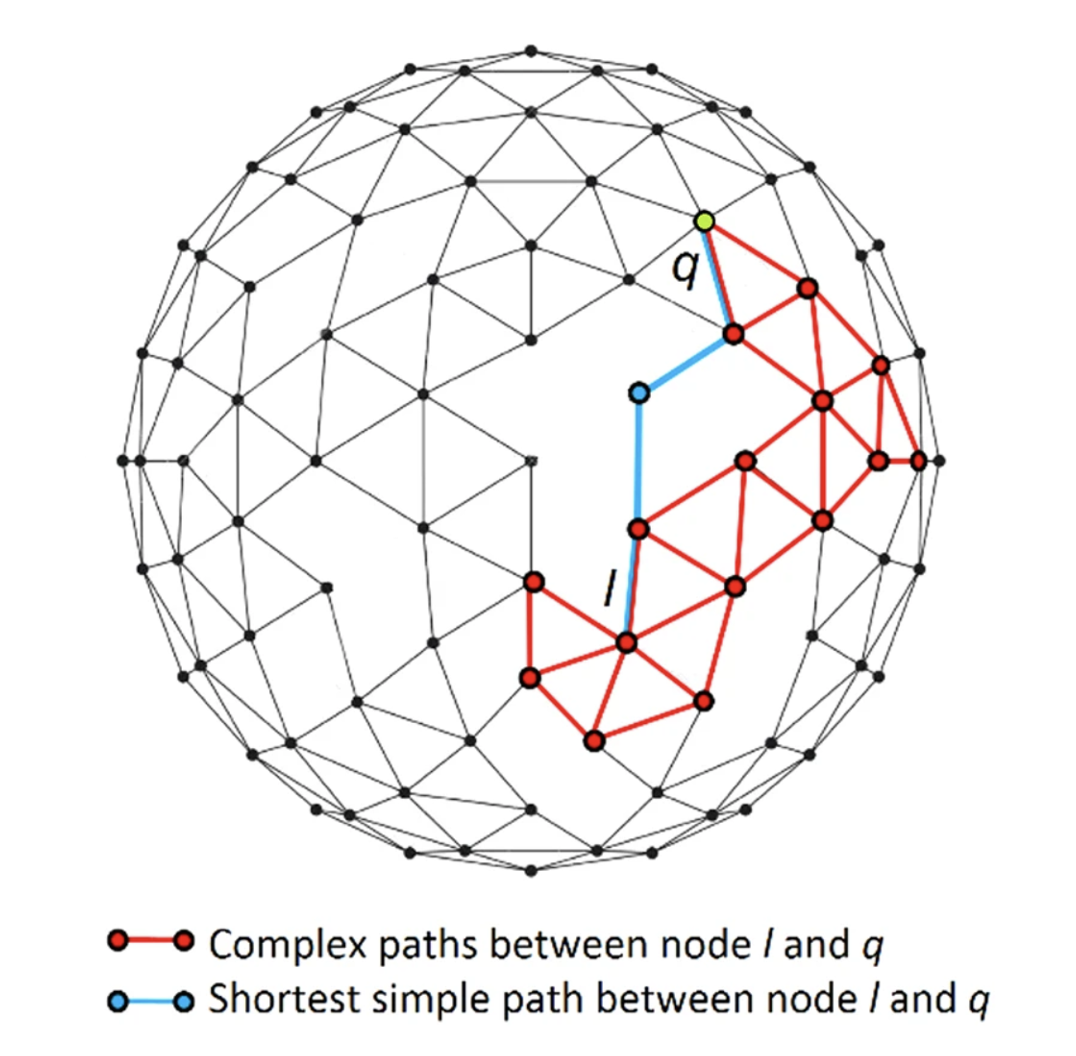 q
l
Complex paths between node l and q
Shortest simple path between node l and q